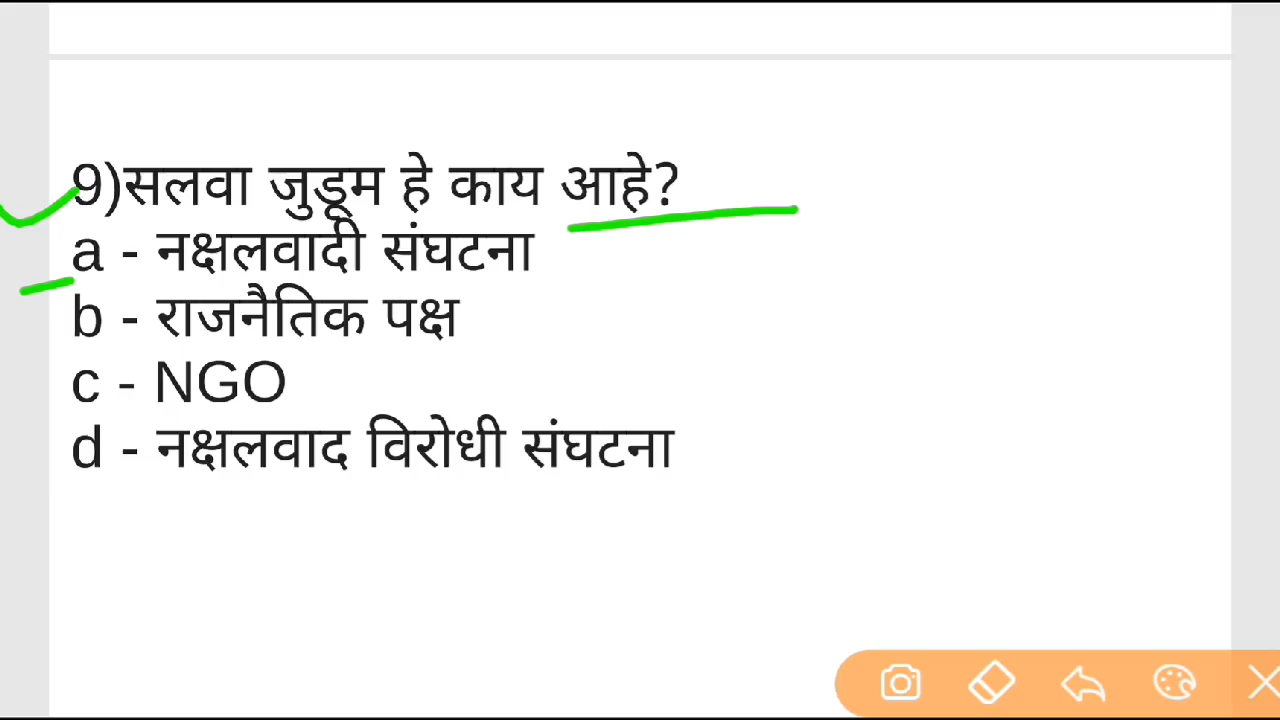 9)सलवा जुडूम हे काय आहे?
a - नक्षलवादी संघटना
b - राजनैतिक पक्ष
c - NGO
d - नक्षलवाद विरोधी संघटना